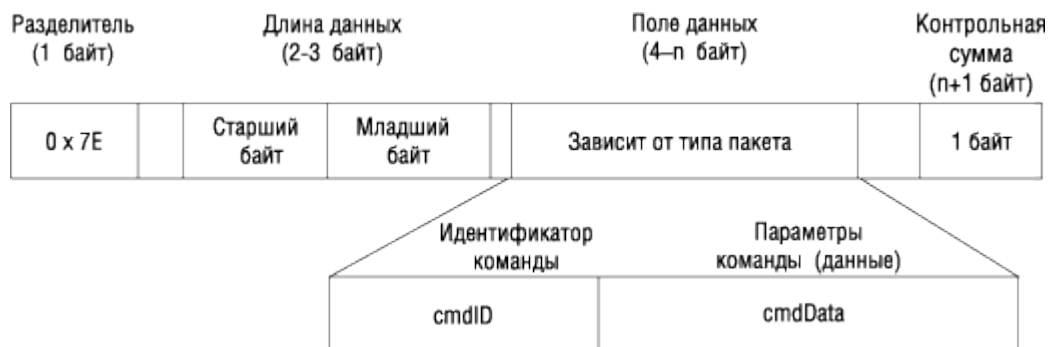 Разделитель
(1 байт)
Длина данных
(2-3 байт)
Поле данных
(4–n байт)
Контрольная
сумма
(n+1 байт)
0 x 7E
Старший
байт
Младший
байт
Зависит от типа пакета
1 байт
Идентификатор
команды
Параметры
команды (данные)
cmdID
cmdData